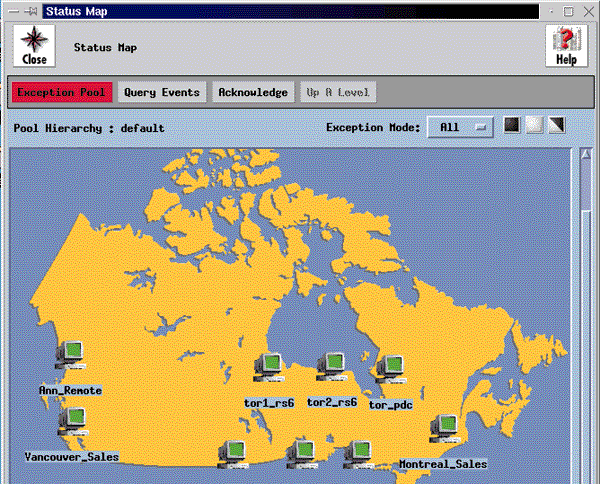 Status Map
Close
Status Map
Help
Exception Pool
Query Events
Acknowledge
Up A Level
Pool Hierarchy : default
Exception Mode:
All
Ann_Remote
tor1_rs6
tor2_rs6
tor_pdc
Vancouver_Sales
Montreal_Sales